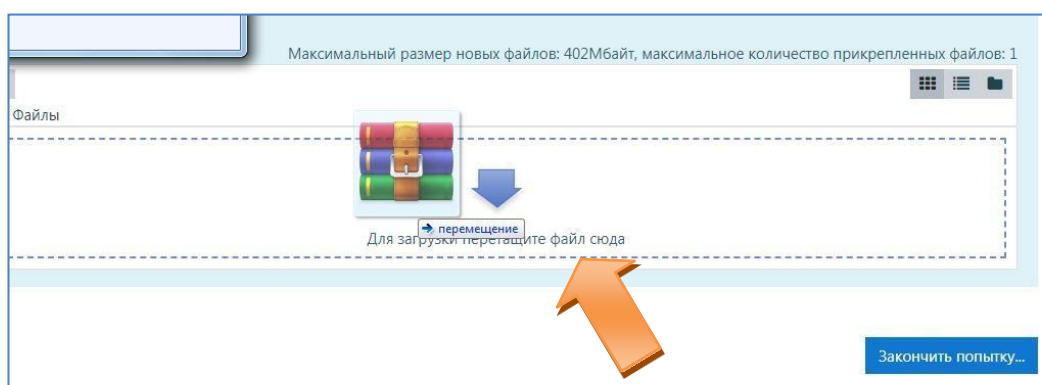 Максимальный размер новых файлов: 402Мбайт, максимальное количество прикрепленных файлов: 1
Файлы
перемещение
Для загрузки перетащите файл сюда
Закончить попытку...